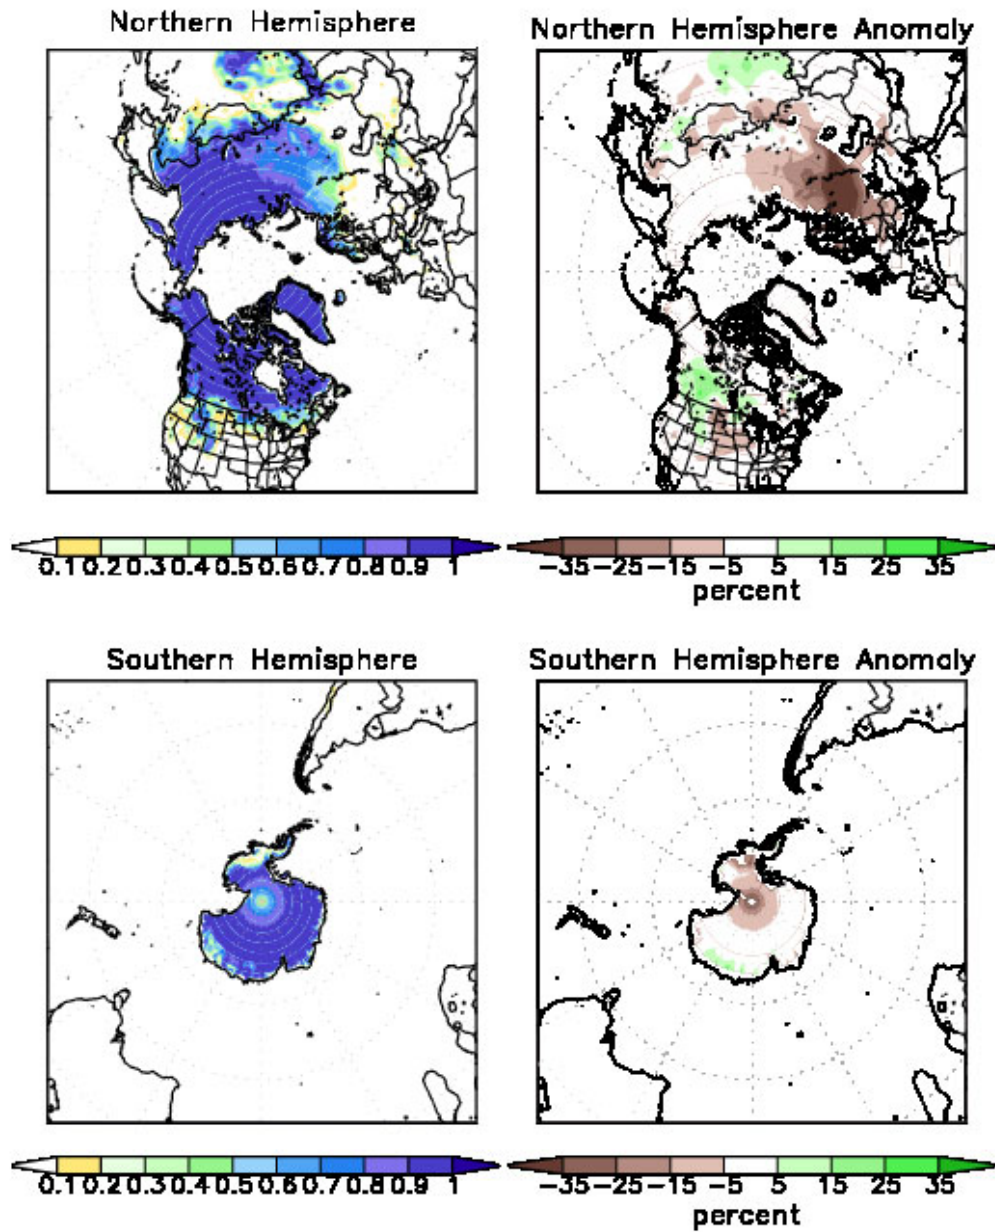 Northern Hemisphere
Northern Hemisphere Anomaly
0.1 0.2 0.3 0.4 0.5 0.6 0.7 0.8 0.9 1
-35 -25 -15 -5 5 15 25 35
percent
Southern Hemisphere
Southern Hemisphere Anomaly
0.1 0.2 0.3 0.4 0.5 0.6 0.7 0.8 0.9 1
-35 -25 -15 -5 5 15 25 35
percent